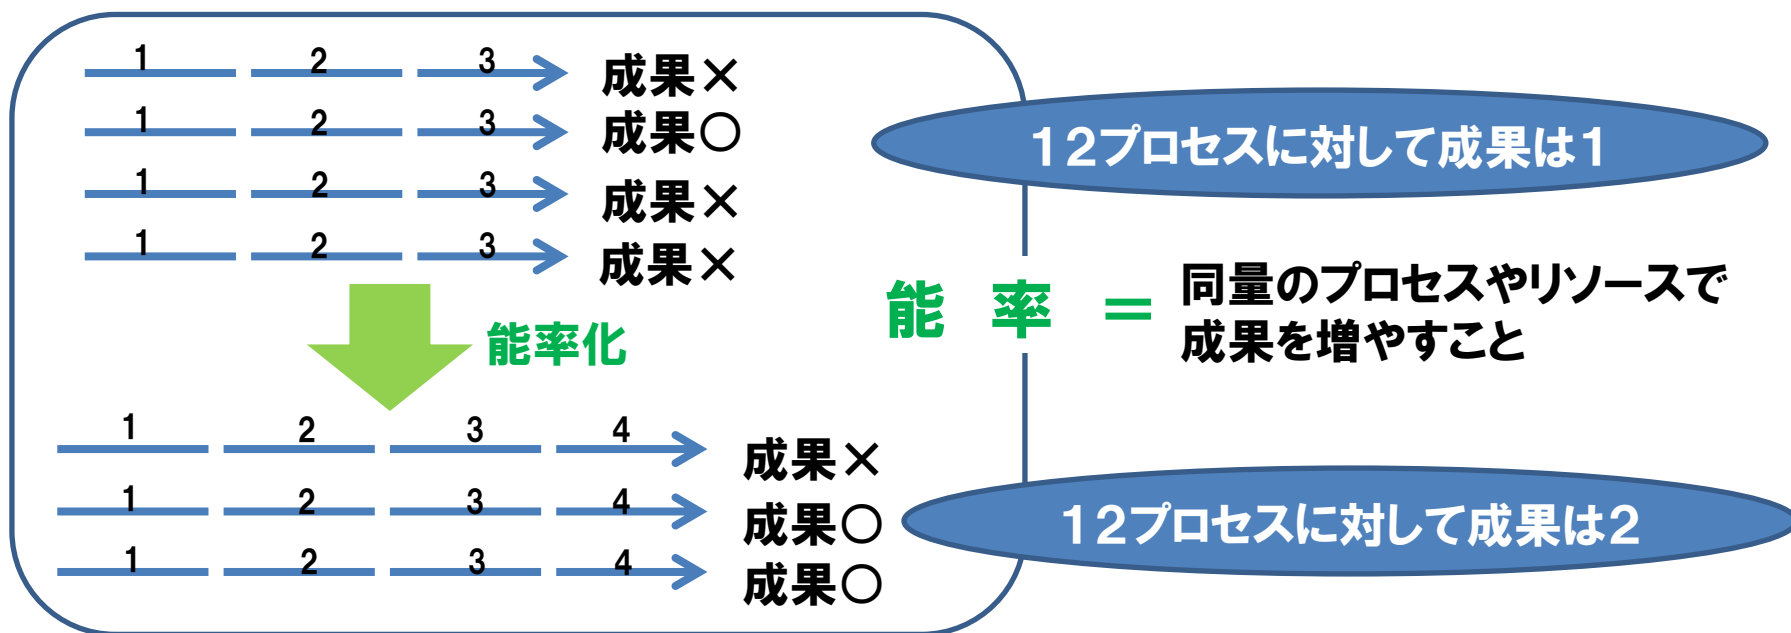 1 2 3 成果×
1 2 3 成果○
1 2 3 成果×
1 2 3 成果×
12プロセスに対して成果は1
能率化
能 率 = 同量のプロセスやリソースで
成果を増やすこと
1 2 3 4 成果×
1 2 3 4 成果○
1 2 3 4 成果○
12プロセスに対して成果は2